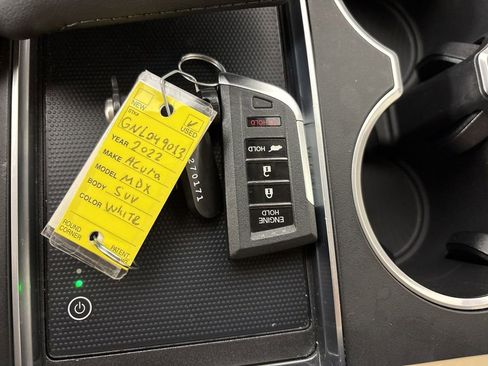 NEW
✓ USED
STK# GNL049013
YEAR 2022
MAKE Acura
MODEL MDX
BODY SUV
COLOR White
ROUND
CORNER
PATENT
270171
HOLD
HOLD
ENGINE
HOLD